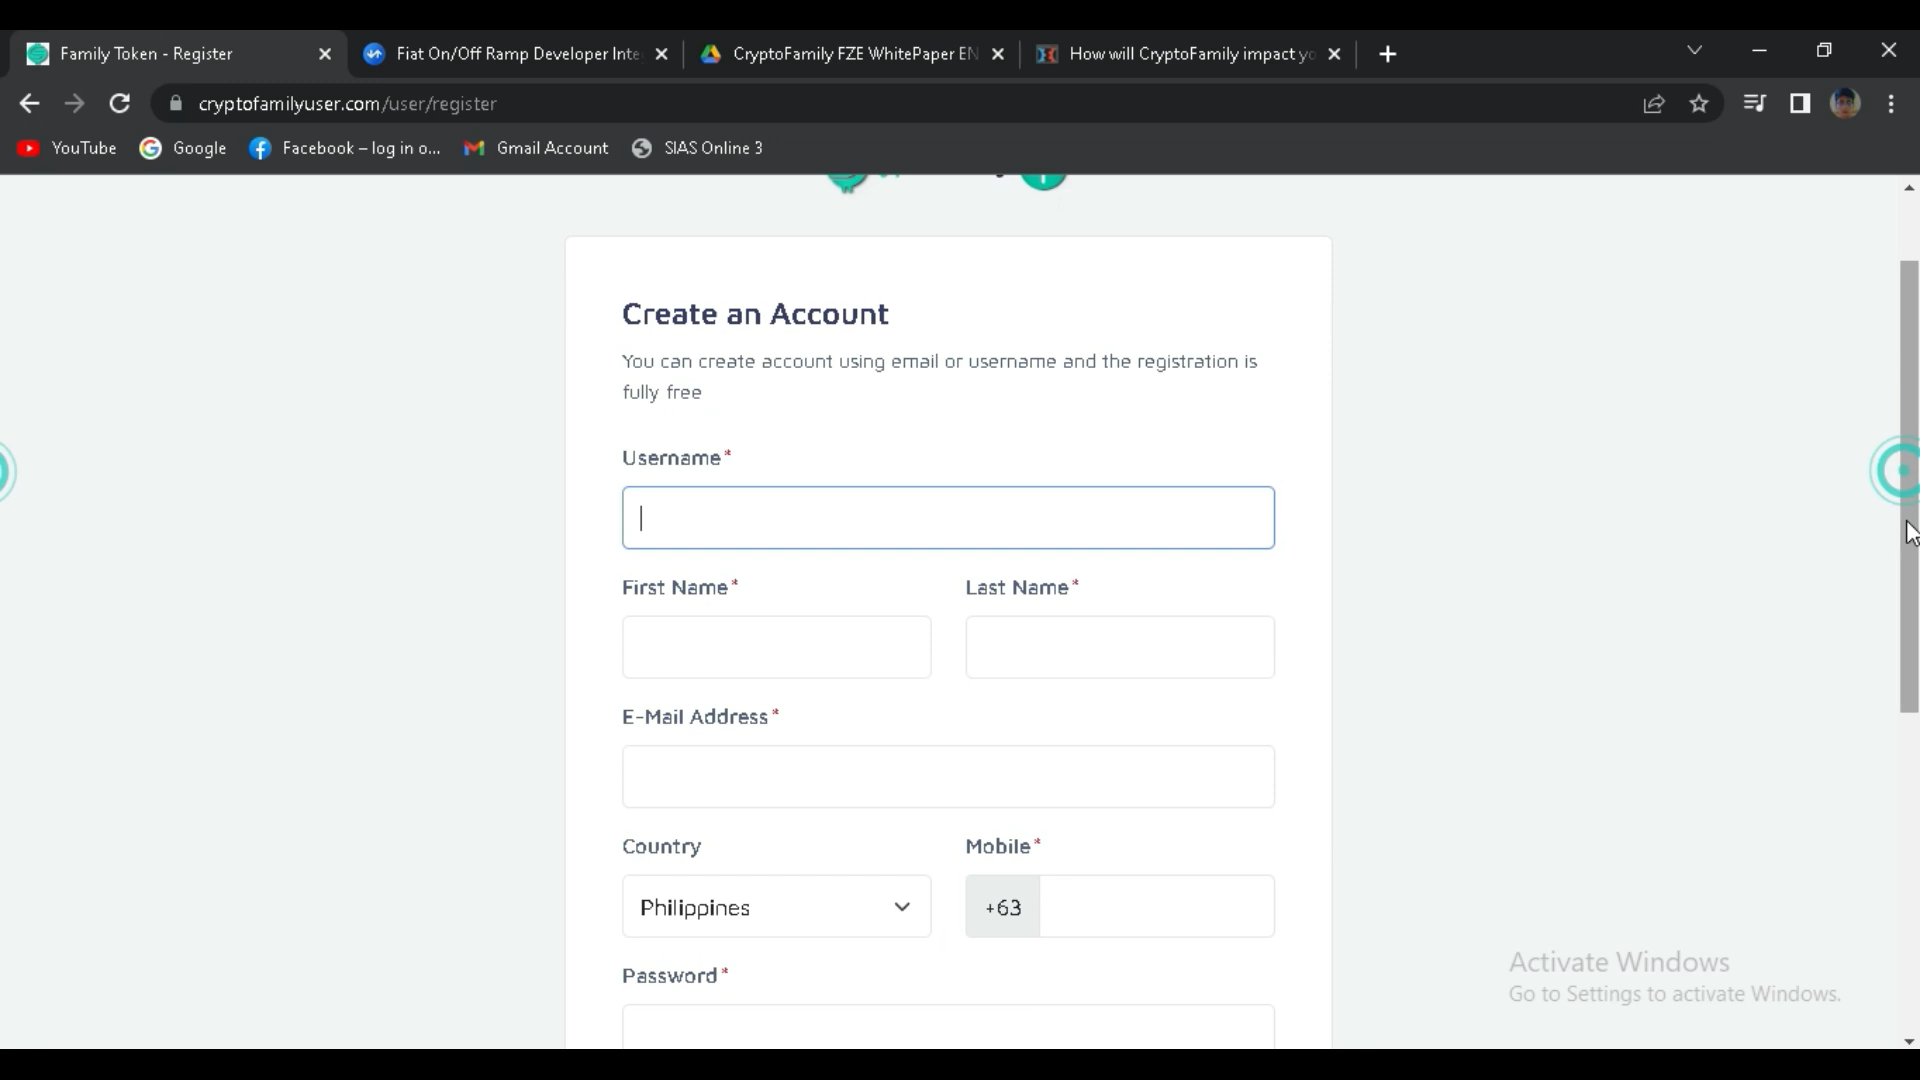 Family Token - Register
Fiat On/Off Ramp Developer Inte
CryptoFamily FZE WhitePaper EN
How will CryptoFamily impact yo
cryptofamilyuser.com/user/register
YouTube
Google
Facebook – log in o...
Gmail Account
SIAS Online 3
Create an Account
You can create account using email or username and the registration is
fully free
Username*
First Name* Last Name*
E-Mail Address*
Country Mobile*
Philippines +63
Password*
Activate Windows
Go to Settings to activate Windows.